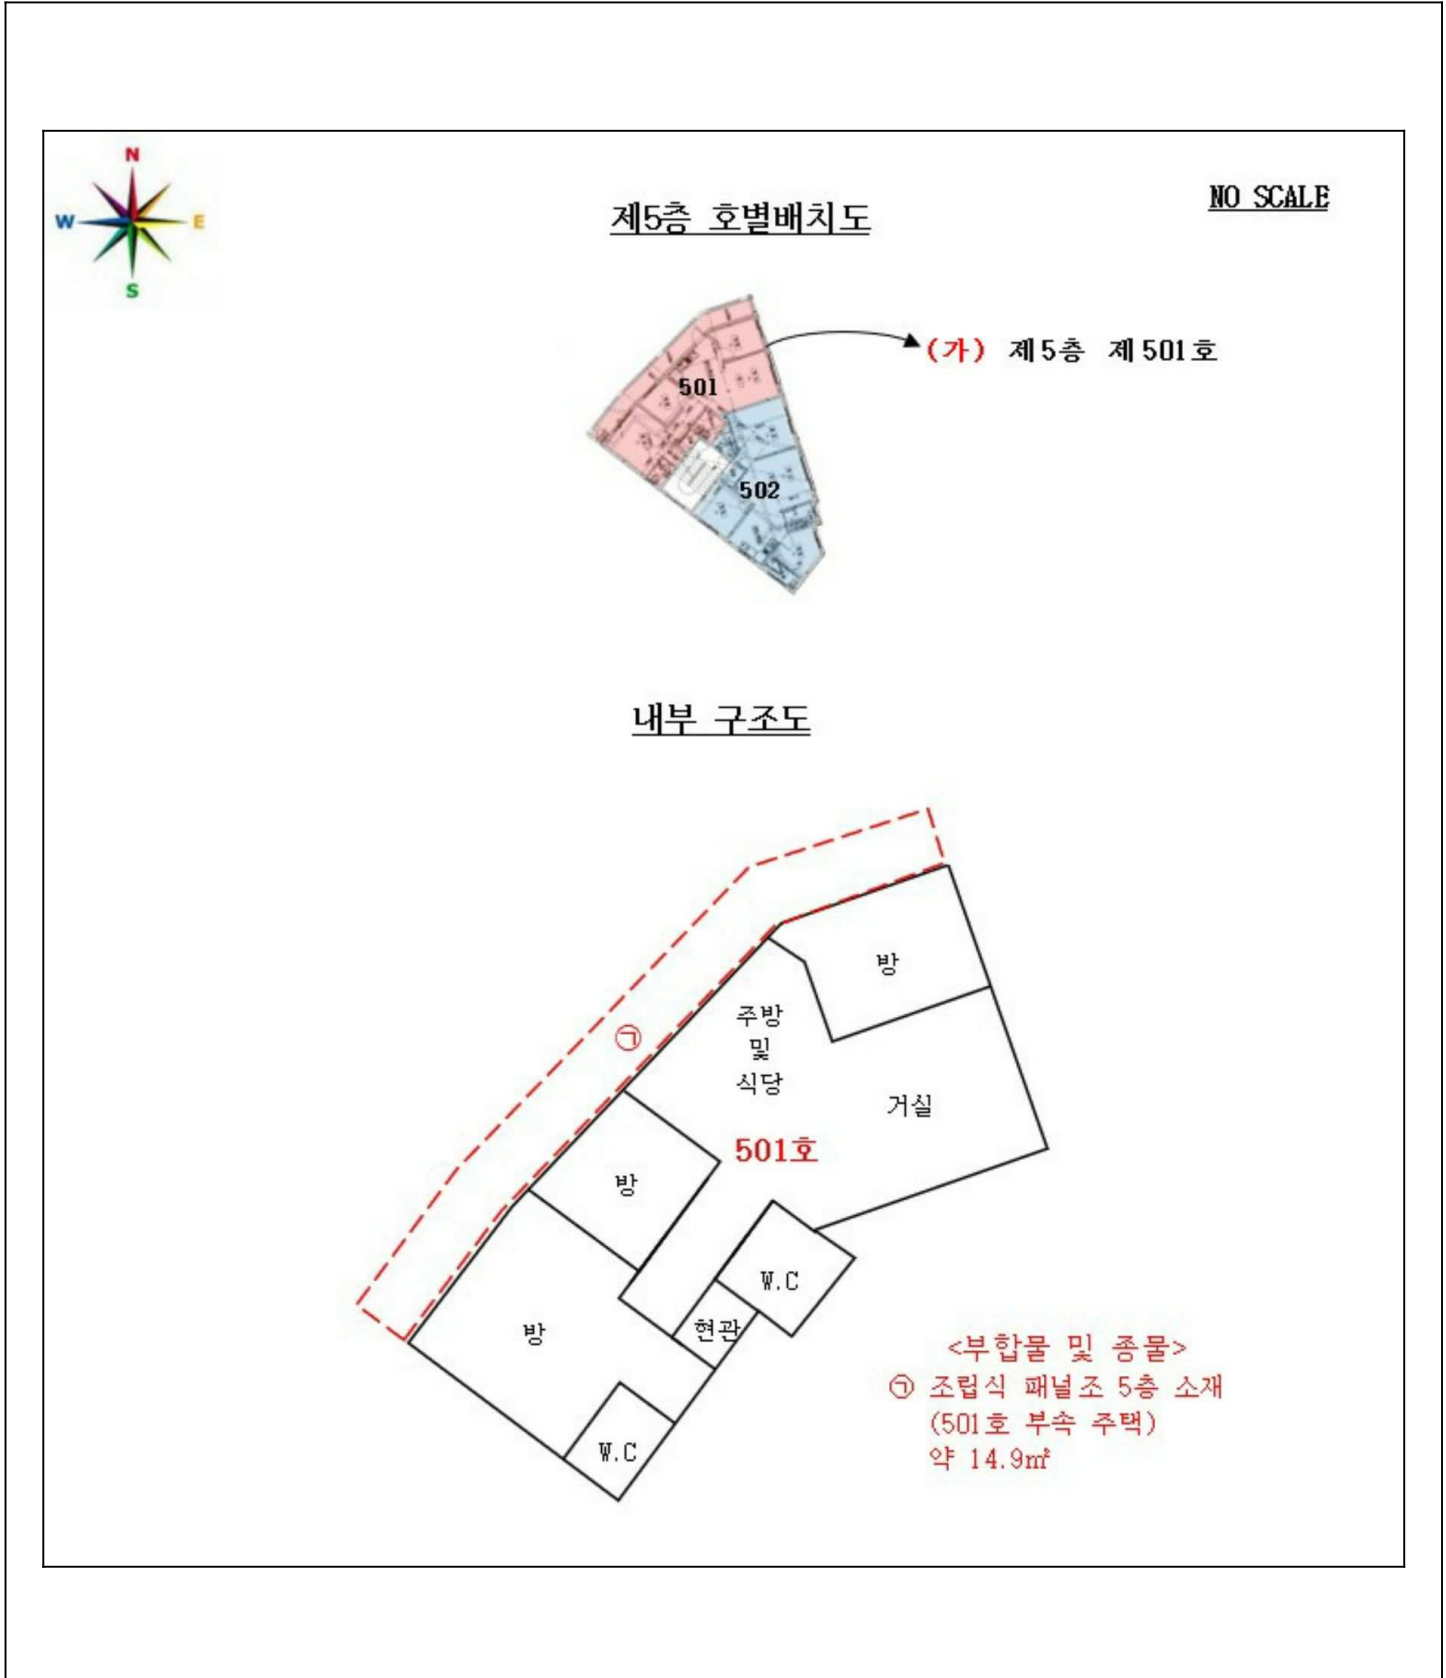 N
W
E
S
제5층 호별배치도
NO SCALE
(가) 제5층 제501호
501
502
내부 구조도
방
주방
및
식당
거실
㉠
501호
방
W.C
현관
방
W.C
<부합물 및 종물>
㉠ 조립식 패널조 5층 소재
(501호 부속 주택)
약 14.9㎡